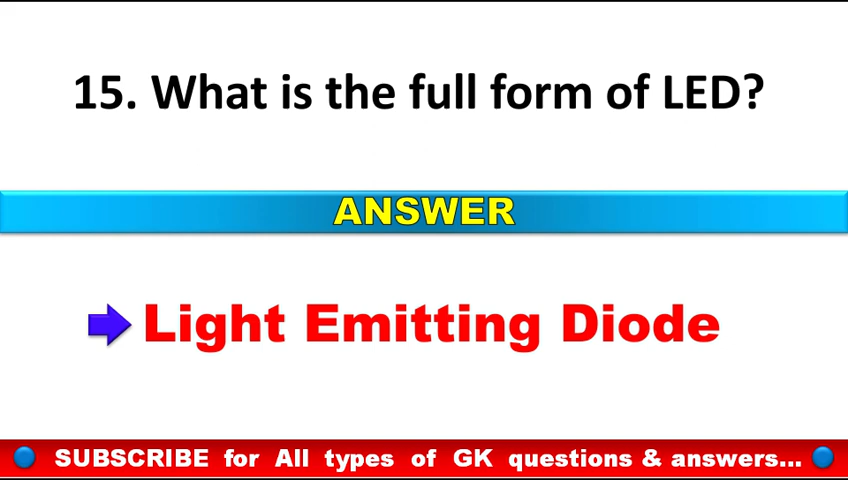 15. What is the full form of LED?
ANSWER
Light Emitting Diode
SUBSCRIBE for All types of GK questions & answers...